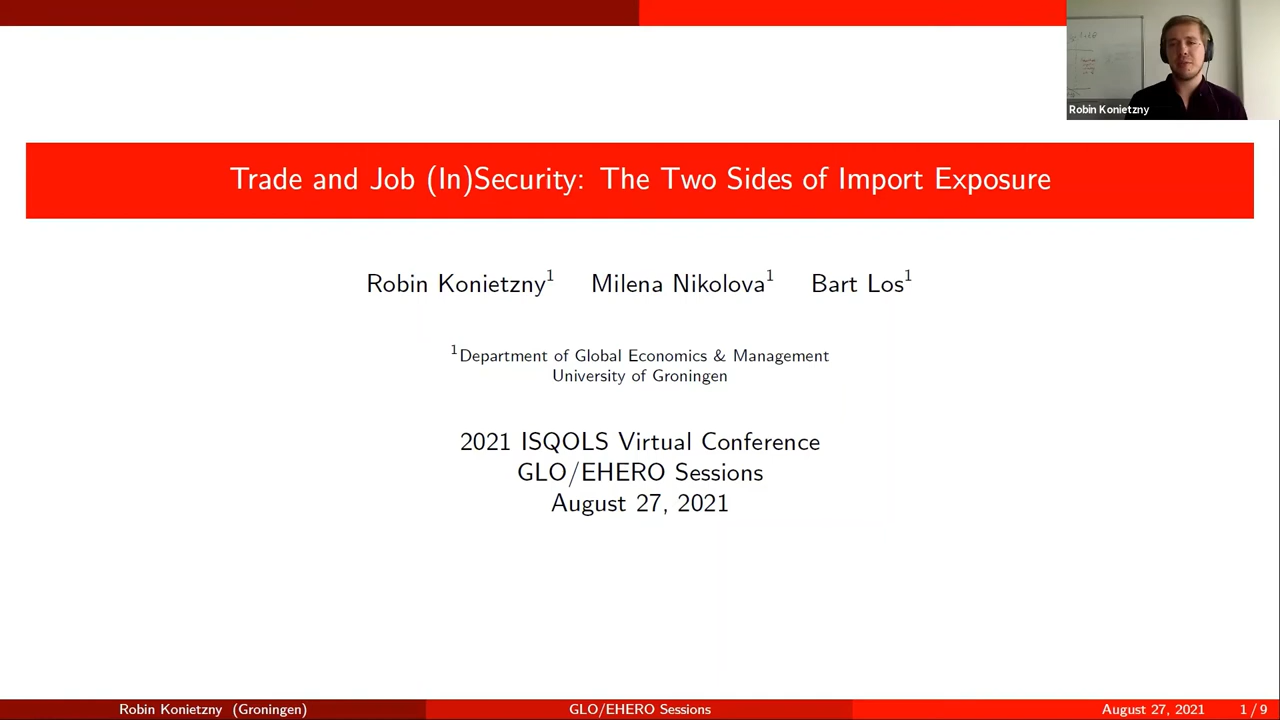 Robin Konietzny
Trade and Job (In)Security: The Two Sides of Import Exposure
Robin Konietzny¹ Milena Nikolova¹ Bart Los¹
¹Department of Global Economics & Management
University of Groningen
2021 ISQOLS Virtual Conference
GLO/EHERO Sessions
August 27, 2021
Robin Konietzny (Groningen) GLO/EHERO Sessions August 27, 2021 1 / 9